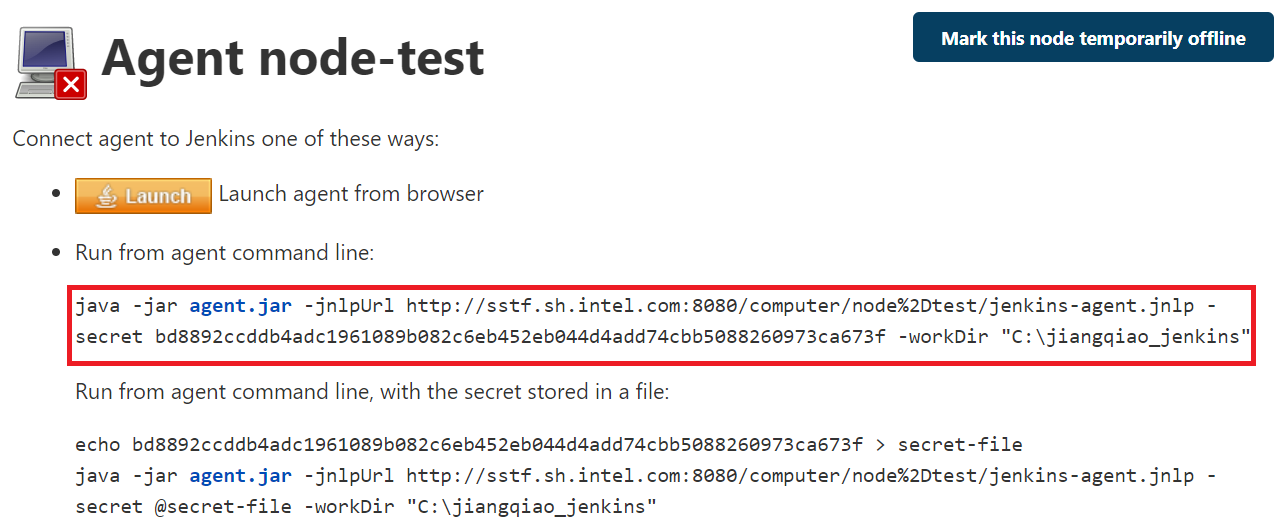 Agent node-test
Mark this node temporarily offline
Connect agent to Jenkins one of these ways:
Launch Launch agent from browser
Run from agent command line:
java -jar agent.jar -jnlpUrl http://sstf.sh.intel.com:8080/computer/node%2Dtest/jenkins-agent.jnlp -
secret bd8892ccddb4adc1961089b082c6eb452eb044d4add74cbb5088260973ca673f -workDir "C:\jiangqiao_jenkins"
Run from agent command line, with the secret stored in a file:
echo bd8892ccddb4adc1961089b082c6eb452eb044d4add74cbb5088260973ca673f > secret-file
java -jar agent.jar -jnlpUrl http://sstf.sh.intel.com:8080/computer/node%2Dtest/jenkins-agent.jnlp -
secret @secret-file -workDir "C:\jiangqiao_jenkins"